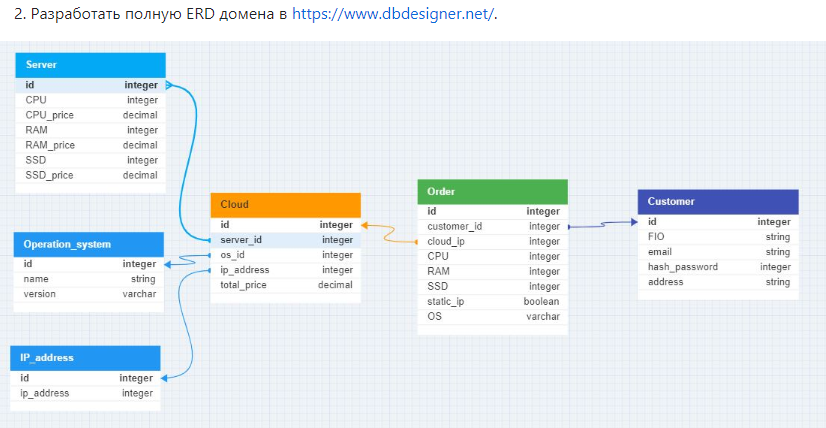 2. Разработать полную ERD домена в https://www.dbdesigner.net/.
Server
id integer
CPU integer
CPU_price decimal
RAM integer
RAM_price decimal
SSD integer
SSD_price decimal
Operation_system
id integer
name string
version varchar
IP_address
id integer
ip_address integer
Cloud
id integer
server_id integer
os_id integer
ip_address integer
total_price decimal
Order
id integer
customer_id integer
cloud_ip integer
CPU integer
RAM integer
SSD integer
static_ip boolean
OS varchar
Customer
id integer
FIO string
email string
hash_password integer
address string